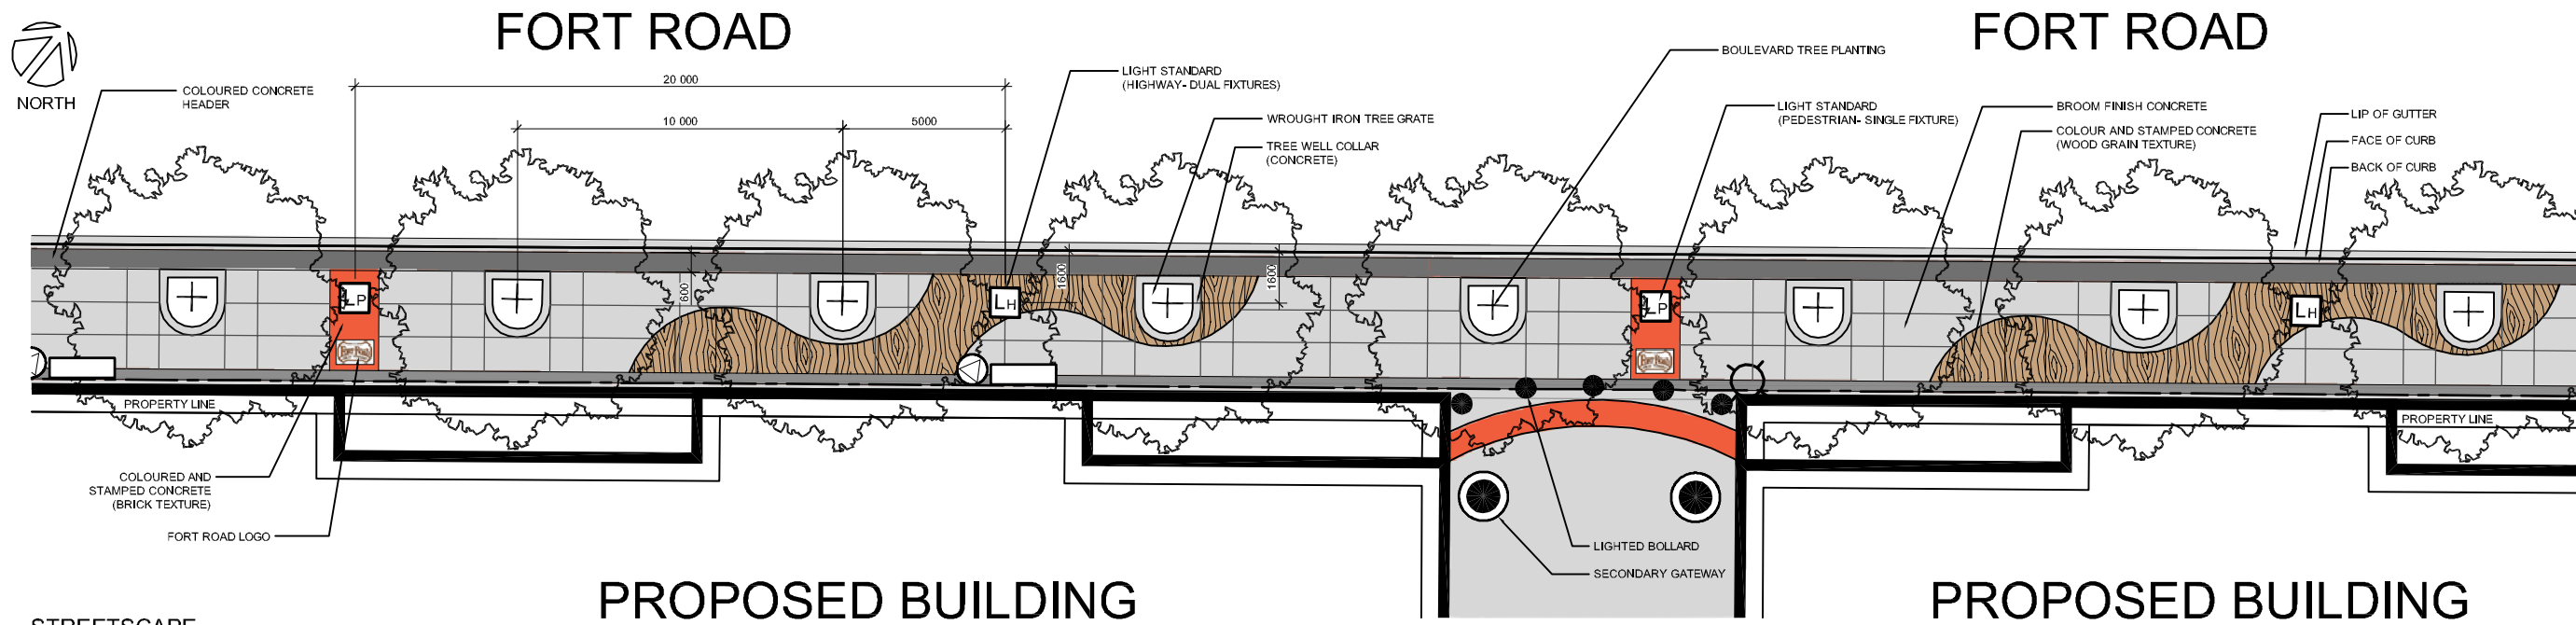 FORT ROAD
FORT ROAD
NORTH
COLOURED CONCRETE
HEADER
20 000
10 000
5000
LIGHT STANDARD
(HIGHWAY- DUAL FIXTURES)
WROUGHT IRON TREE GRATE
TREE WELL COLLAR
(CONCRETE)
BOULEVARD TREE PLANTING
LIGHT STANDARD
(PEDESTRIAN- SINGLE FIXTURE)
BROOM FINISH CONCRETE
COLOUR AND STAMPED CONCRETE
(WOOD GRAIN TEXTURE)
LIP OF GUTTER
FACE OF CURB
BACK OF CURB
600
1600
1600
LP
LH
LP
LH
FORT ROAD
FORT ROAD
PROPERTY LINE
PROPERTY LINE
COLOURED AND
STAMPED CONCRETE
(BRICK TEXTURE)
FORT ROAD LOGO
LIGHTED BOLLARD
SECONDARY GATEWAY
PROPOSED BUILDING
PROPOSED BUILDING